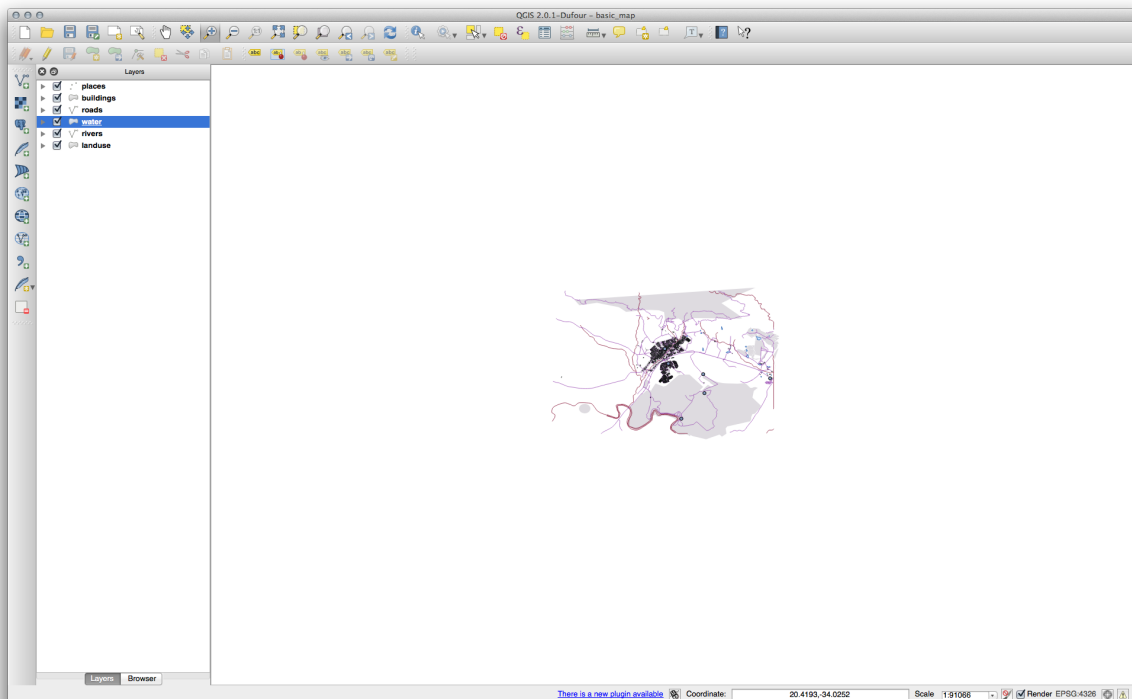 QGIS 2.0.1-Dufour - basic_map
Layers
places
buildings
roads
water
rivers
landuse
Layers Browser
There is a new plugin available Coordinate: 20.4193,-34.0252 Scale 1:91066 Render EPSG:4326